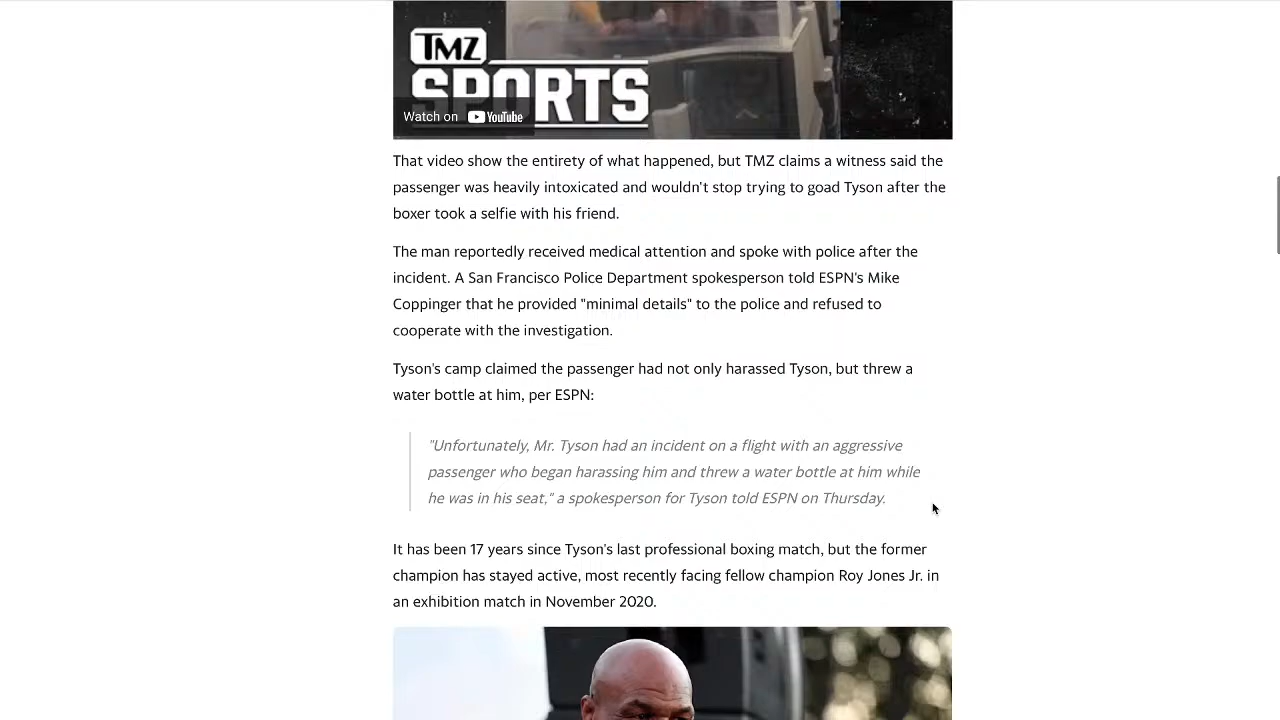 TMZ
SPORTS
Watch on YouTube
That video show the entirety of what happened, but TMZ claims a witness said the
passenger was heavily intoxicated and wouldn't stop trying to goad Tyson after the
boxer took a selfie with his friend.
The man reportedly received medical attention and spoke with police after the
incident. A San Francisco Police Department spokesperson told ESPN's Mike
Coppinger that he provided "minimal details" to the police and refused to
cooperate with the investigation.
Tyson's camp claimed the passenger had not only harassed Tyson, but threw a
water bottle at him, per ESPN:
"Unfortunately, Mr. Tyson had an incident on a flight with an aggressive
passenger who began harassing him and threw a water bottle at him while
he was in his seat," a spokesperson for Tyson told ESPN on Thursday.
It has been 17 years since Tyson's last professional boxing match, but the former
champion has stayed active, most recently facing fellow champion Roy Jones Jr. in
an exhibition match in November 2020.